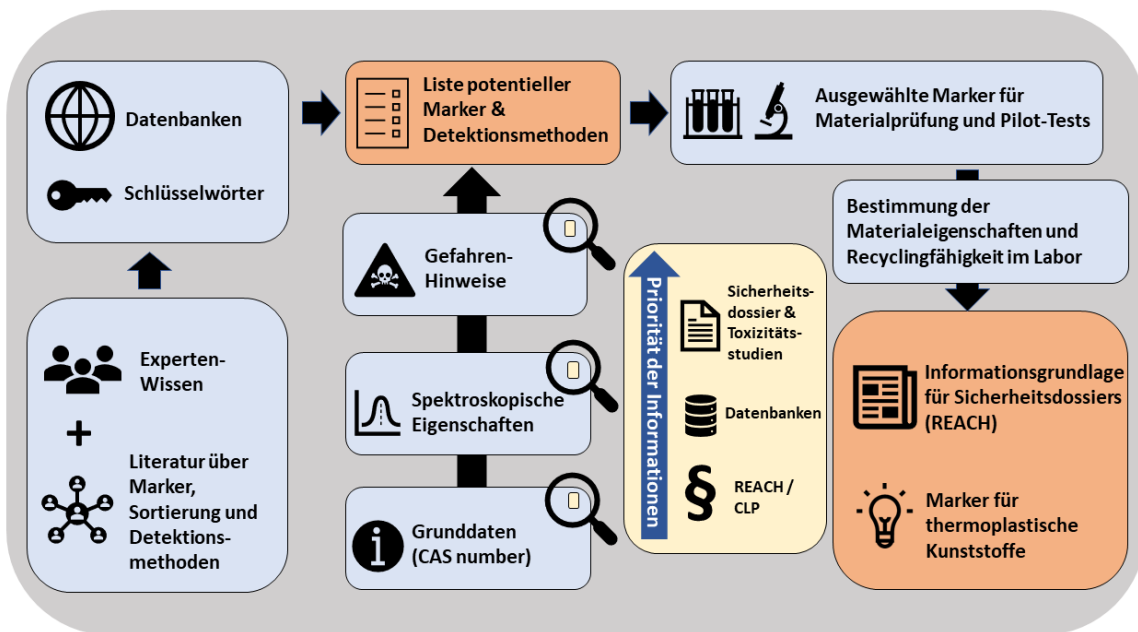 Datenbanken
Schlüsselwörter
Experten-
Wissen
+
Literatur über
Marker,
Sortierung und
Detektions-
methoden
Liste potentieller
Marker &
Detektionsmethoden
Gefahren-
Hinweise
Spektroskopische
Eigenschaften
Grunddaten
(CAS number)
Priorität der Informationen
Sicherheits-
dossier &
Toxizitäts-
studien
Datenbanken
§
REACH /
CLP
Ausgewählte Marker für
Materialprüfung und Pilot-Tests
Bestimmung der
Materialeigenschaften und
Recyclingfähigkeit im Labor
Informationsgrundlage
für Sicherheitsdossiers
(REACH)
Marker für
thermoplastische
Kunststoffe